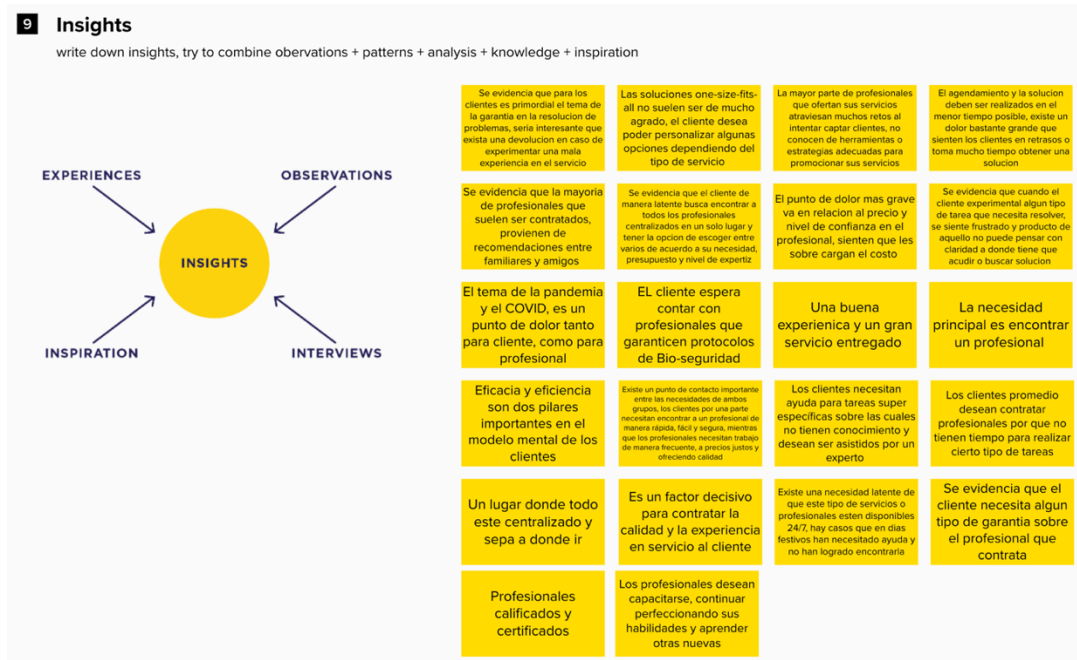 9 Insights
write down insights, try to combine obervations + patterns + analysis + knowledge + inspiration
EXPERIENCES
OBSERVATIONS
INSIGHTS
INSPIRATION
INTERVIEWS
Se evidencia que para los
clientes es primordial el tema de
la garantia en la resolucion de
problemas, seria interesante que
exista una devolucion en caso de
experimentar una mala
experiencia en el servicio
Las soluciones one-size-fits-
all no suelen ser de mucho
agrado, el cliente desea
poder personalizar algunas
opciones dependiendo del
tipo de servicio
La mayor parte de profesionales
que ofertan sus servicios
atraviesan muchos retos al
intentar captar clientes, no
conocen de herramientas o
estrategias adecuadas para
promocionar sus servicios
El agendamiento y la solucion
deben ser realizados en el
menor tiempo posible, existe un
dolor bastante grande que
sienten los clientes en retrasos o
toma mucho tiempo obtener una
solucion
Se evidencia que la mayoria
de profesionales que
suelen ser contratados,
provienen de
recomendaciones entre
familiares y amigos
Se evidencia que el cliente de
manera latente busca encontrar a
todos los profesionales
centralizados en un solo lugar y
tener la opcion de escoger entre
varios de acuerdo a su necesidad,
presupuesto y nivel de expertiz
El punto de dolor mas grave
va en relacion al precio y
nivel de confianza en el
profesional, sienten que les
sobre cargan el costo
Se evidencia que cuando el
cliente experimental algun tipo
de tarea que necesita resolver,
se siente frustrado y producto de
aquello no puede pensar con
claridad a donde tiene que
acudir o buscar solucion
El tema de la pandemia
y el COVID, es un
punto de dolor tanto
para cliente, como para
profesional
EL cliente espera
contar con
profesionales que
garanticen protocolos
de Bio-seguridad
Una buena
experienica y un gran
servicio entregado
La necesidad
principal es encontrar
un profesional
Eficacia y eficiencia
son dos pilares
importantes en el
modelo mental de los
clientes
Existe un punto de contacto importante
entre las necesidades de ambos
grupos, los clientes por una parte
necesitan encontrar a un profesional de
manera rápida, fácil y segura, mientras
que los profesionales necesitan trabajo
de manera frecuente, a precios justos y
ofreciendo calidad
Los clientes necesitan
ayuda para tareas super
específicas sobre las cuales
no tienen conocimiento y
desean ser asistidos por un
experto
Los clientes promedio
desean contratar
profesionales por que no
tienen tiempo para realizar
cierto tipo de tareas
Un lugar donde todo
este centralizado y
sepa a donde ir
Es un factor decisivo
para contratar la
calidad y la experiencia
en servicio al cliente
Existe una necesidad latente de
que este tipo de servicios o
profesionales esten disponibles
24/7, hay casos que en dias
festivos han necesitado ayuda y
no han logrado encontrarla
Se evidencia que el
cliente necesita algun
tipo de garantia sobre
el profesional que
contrata
Profesionales
calificados y
certificados
Los profesionales desean
capacitarse, continuar
perfeccionando sus
habilidades y aprender
otras nuevas